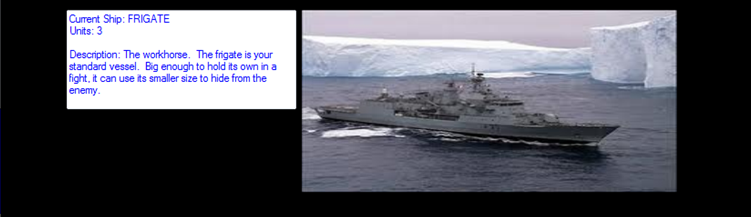 Current Ship: FRIGATE
Units: 3
Description: The workhorse. The frigate is your
standard vessel. Big enough to hold its own in a
fight, it can use its smaller size to hide from the
enemy.